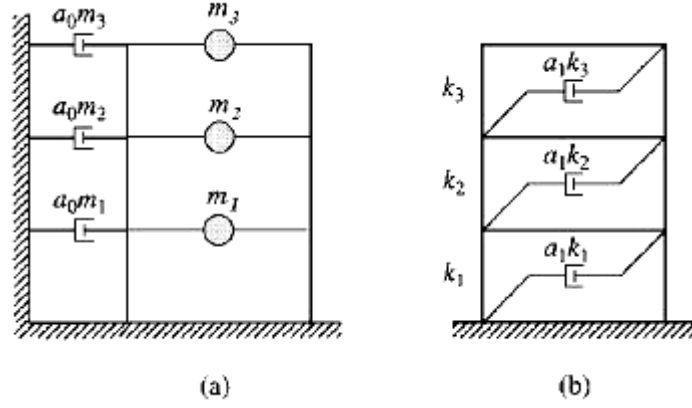 a₀m₃
m₃
a₀m₂
m₂
a₀m₁
m₁
(a)
k₃
a₁k₃
k₂
a₁k₂
k₁
a₁k₁
(b)